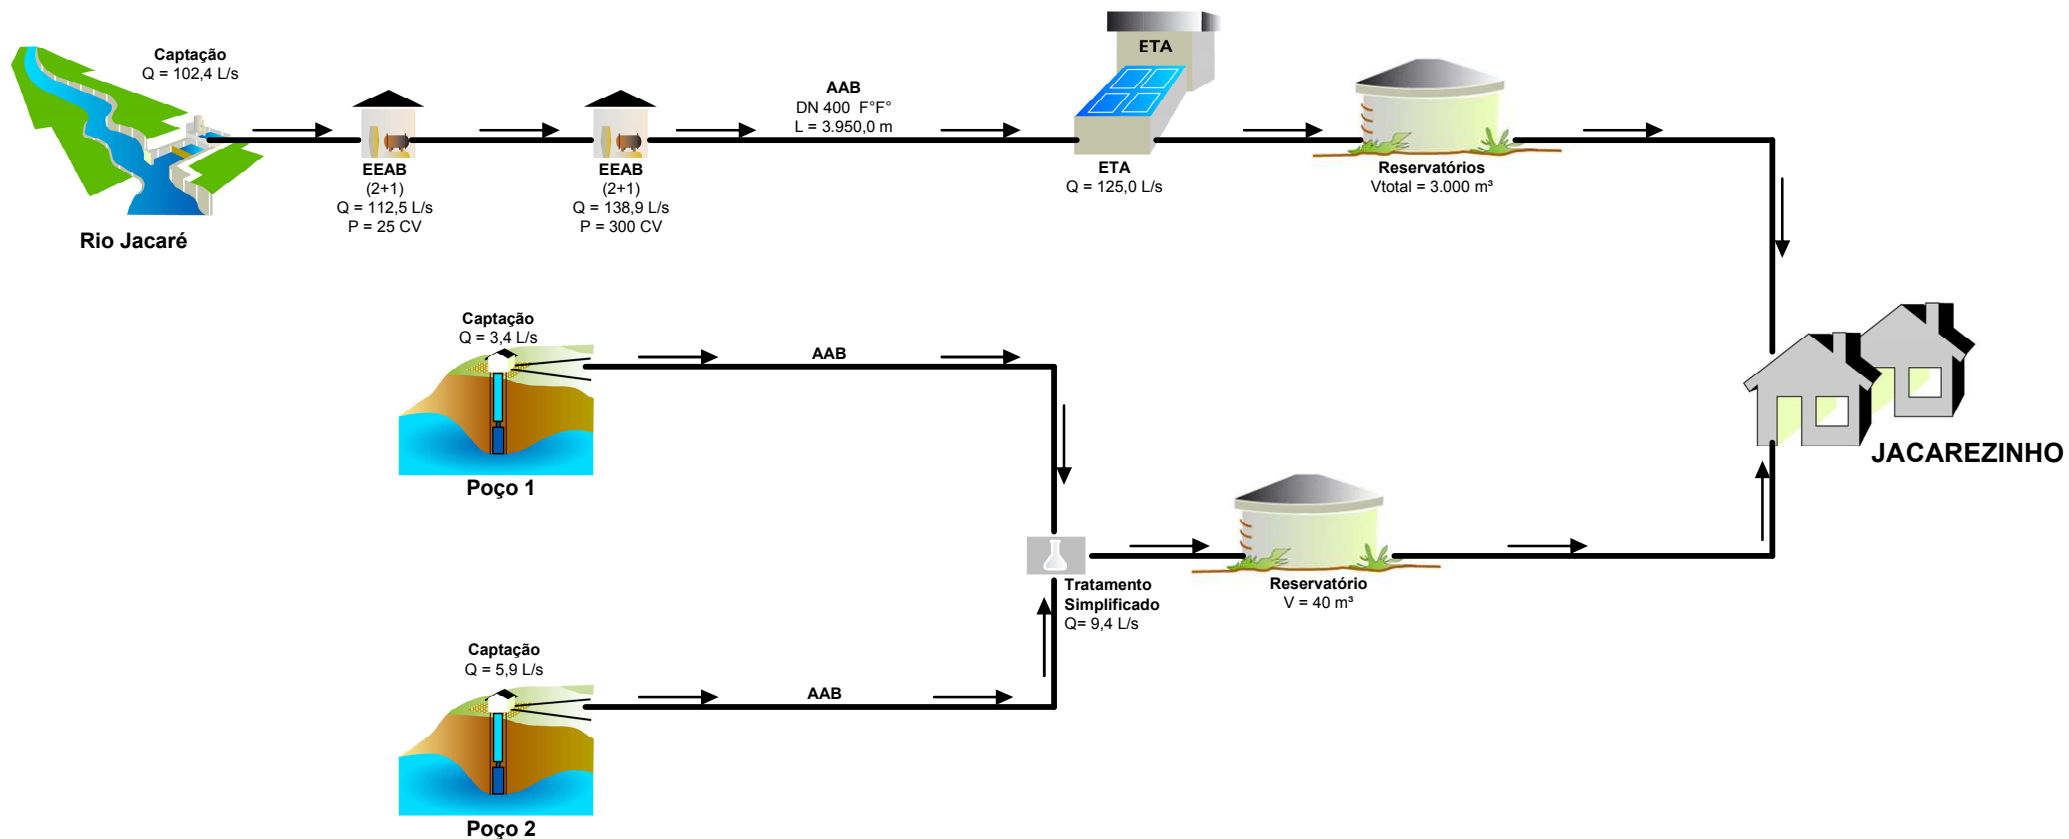 Captação
Q = 102,4 L/s
Rio Jacaré
EEAB
(2+1)
Q = 112,5 L/s
P = 25 CV
EEAB
(2+1)
Q = 138,9 L/s
P = 300 CV
AAB
DN 400  F°F°
L = 3.950,0 m
ETA
ETA
Q = 125,0 L/s
Reservatórios
Vtotal = 3.000 m³
Captação
Q = 3,4 L/s
Poço 1
AAB
JACAREZINHO
Tratamento
Simplificado
Q= 9,4 L/s
Reservatório
V = 40 m³
Captação
Q = 5,9 L/s
Poço 2
AAB